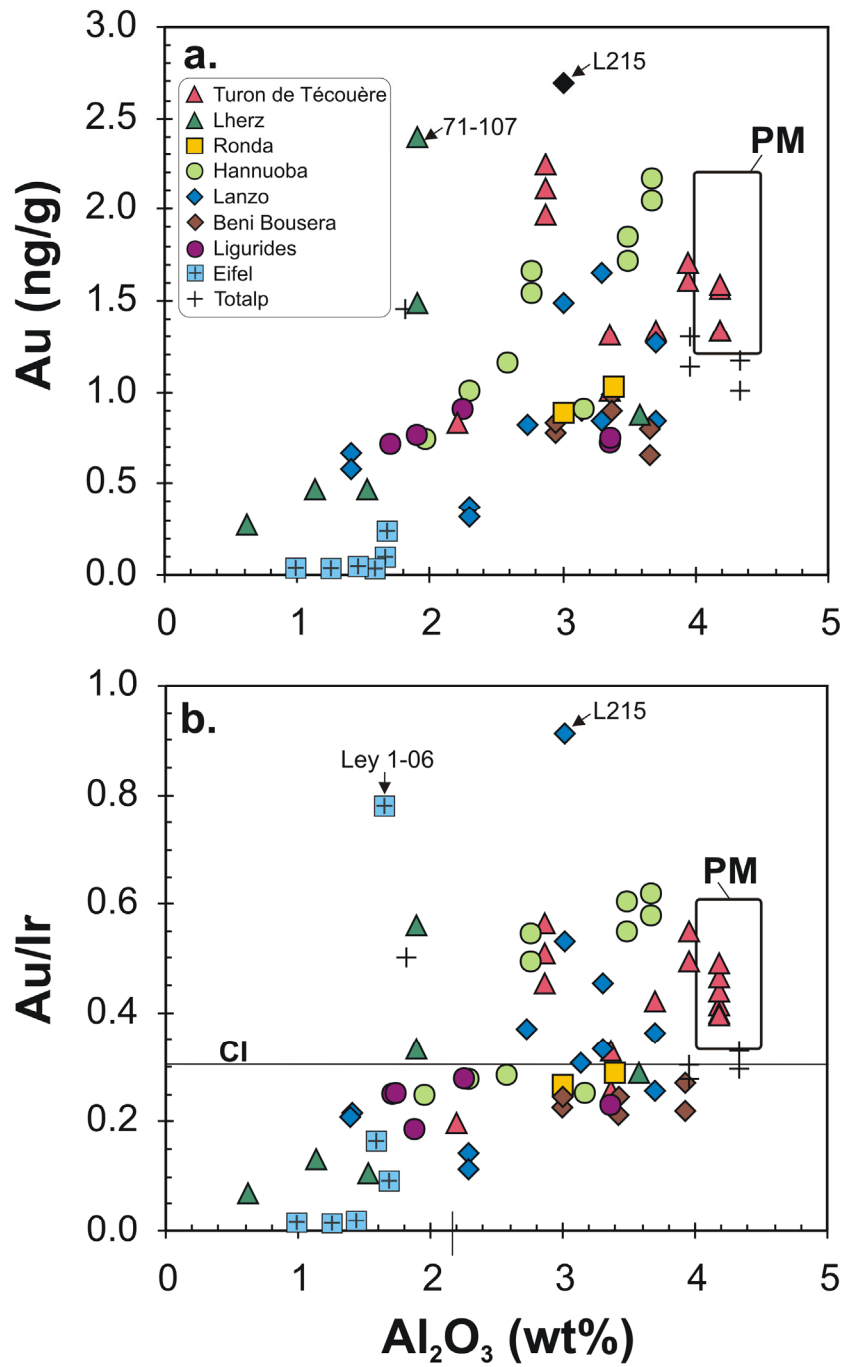 a.
L215
71-107
PM
Turon de Técouère
Lherz
Ronda
Hannuoba
Lanzo
Beni Bousera
Ligurides
Eifel
Totalp
Au (ng/g)
3.0
2.5
2.0
1.5
1.0
0.5
0.0
0 1 2 3 4 5
b.
L215
Ley 1-06
PM
CI
Au/Ir
1.0
0.8
0.6
0.4
0.2
0.0
0 1 2 3 4 5
Al₂O₃ (wt%)